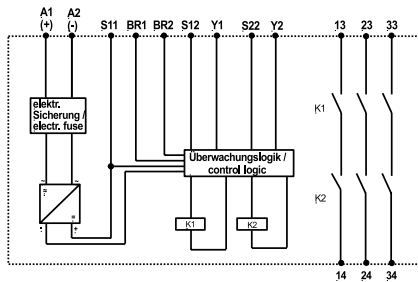 A1 A2 S11 BR1 BR2 S12 Y1 S22 Y2 13 23 33
(+) (-)
elektr.
Sicherung /
electr. fuse
K1
Überwachungslogik /
control logic
~ ~
=
- +
K1 K2
K2
14 24 34